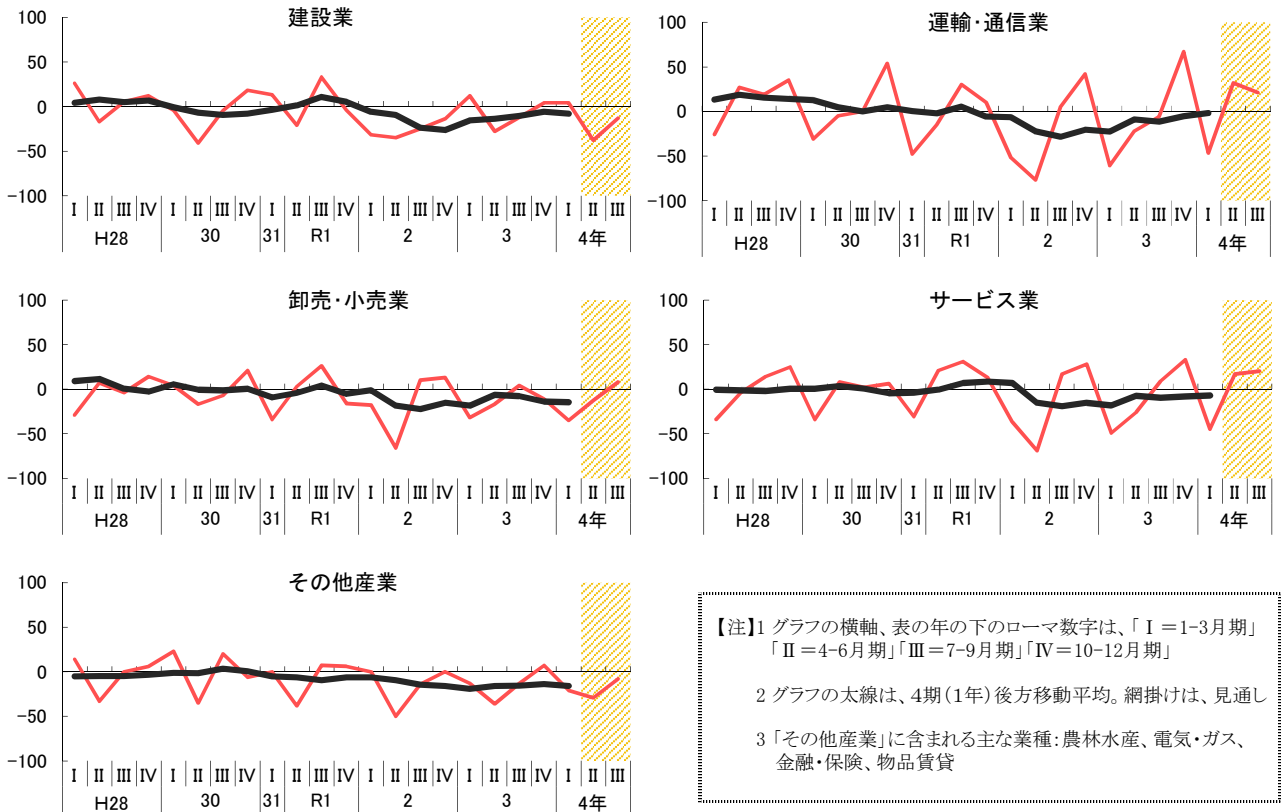 建設業
100
50
0
-50
-100
Ⅰ Ⅱ Ⅲ Ⅳ Ⅰ Ⅱ Ⅲ Ⅳ Ⅰ Ⅱ Ⅲ Ⅳ Ⅰ Ⅱ Ⅲ Ⅳ Ⅰ Ⅱ Ⅲ Ⅳ Ⅰ Ⅱ Ⅲ
H28 30 31 R1 2 3 4年
運輸・通信業
100
50
0
-50
-100
Ⅰ Ⅱ Ⅲ Ⅳ Ⅰ Ⅱ Ⅲ Ⅳ Ⅰ Ⅱ Ⅲ Ⅳ Ⅰ Ⅱ Ⅲ Ⅳ Ⅰ Ⅱ Ⅲ Ⅳ Ⅰ Ⅱ Ⅲ
H28 30 31 R1 2 3 4年
卸売・小売業
100
50
0
-50
-100
Ⅰ Ⅱ Ⅲ Ⅳ Ⅰ Ⅱ Ⅲ Ⅳ Ⅰ Ⅱ Ⅲ Ⅳ Ⅰ Ⅱ Ⅲ Ⅳ Ⅰ Ⅱ Ⅲ Ⅳ Ⅰ Ⅱ Ⅲ
H28 30 31 R1 2 3 4年
サービス業
100
50
0
-50
-100
Ⅰ Ⅱ Ⅲ Ⅳ Ⅰ Ⅱ Ⅲ Ⅳ Ⅰ Ⅱ Ⅲ Ⅳ Ⅰ Ⅱ Ⅲ Ⅳ Ⅰ Ⅱ Ⅲ Ⅳ Ⅰ Ⅱ Ⅲ
H28 30 31 R1 2 3 4年
その他産業
100
50
0
-50
-100
Ⅰ Ⅱ Ⅲ Ⅳ Ⅰ Ⅱ Ⅲ Ⅳ Ⅰ Ⅱ Ⅲ Ⅳ Ⅰ Ⅱ Ⅲ Ⅳ Ⅰ Ⅱ Ⅲ Ⅳ Ⅰ Ⅱ Ⅲ
H28 30 31 R1 2 3 4年
【注】1 グラフの横軸、表の年の下のローマ数字は、「Ⅰ=1-3月期」
「Ⅱ=4-6月期」「Ⅲ=7-9月期」「Ⅳ=10-12月期」
2 グラフの太線は、4期(1年)後方移動平均。網掛けは、見通し
3 「その他産業」に含まれる主な業種:農林水産、電気・ガス、
金融・保険、物品賃貸